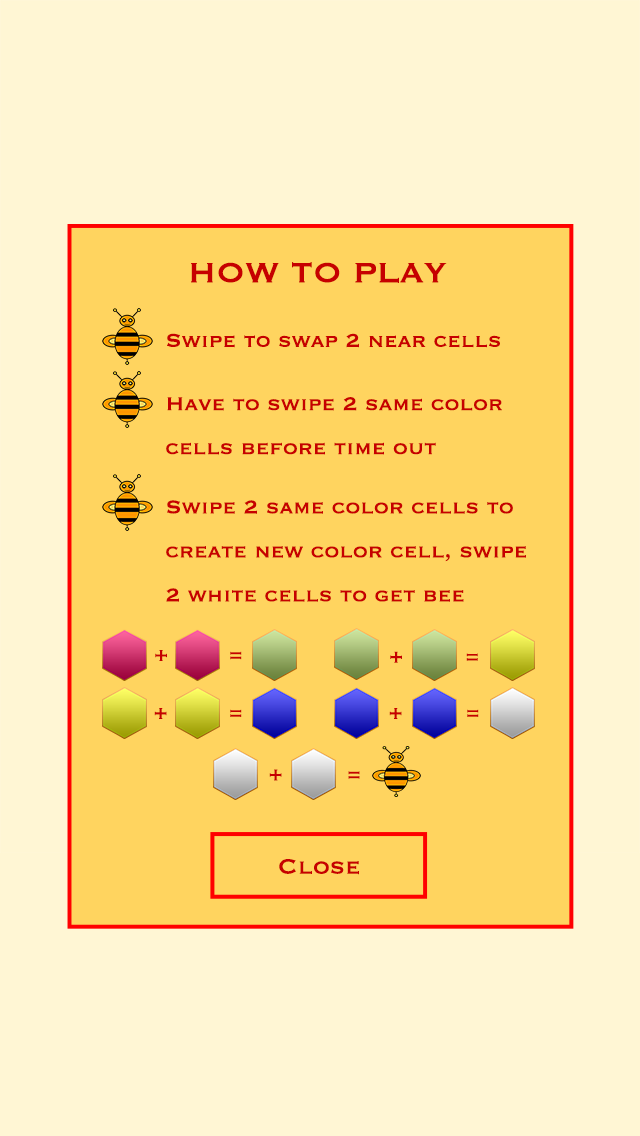 HOW TO PLAY
Swipe to swap 2 near cells
Have to swipe 2 same color
cells before time out
Swipe 2 same color cells to
create new color cell, swipe
2 white cells to get bee
+ = + =
+ = + =
+ =
Close